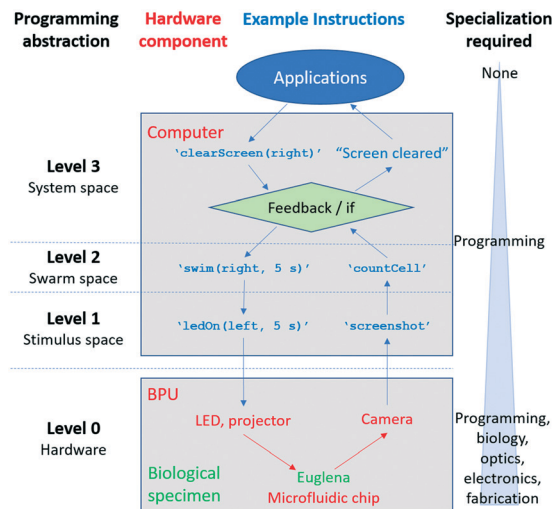 Programming
abstraction
Hardware
component
Example Instructions
Specialization
required
Applications
None
Computer
Level 3
System space
‘clearScreen(right)’
“Screen cleared”
Feedback / if
Programming
Level 2
Swarm space
‘swim(right, 5 s)’
‘countCell’
Level 1
Stimulus space
‘ledOn(left, 5 s)’
‘screenshot’
BPU
Level 0
Hardware
LED, projector
Camera
Programming,
biology,
optics,
electronics,
fabrication
Biological
specimen
Euglena
Microfluidic chip